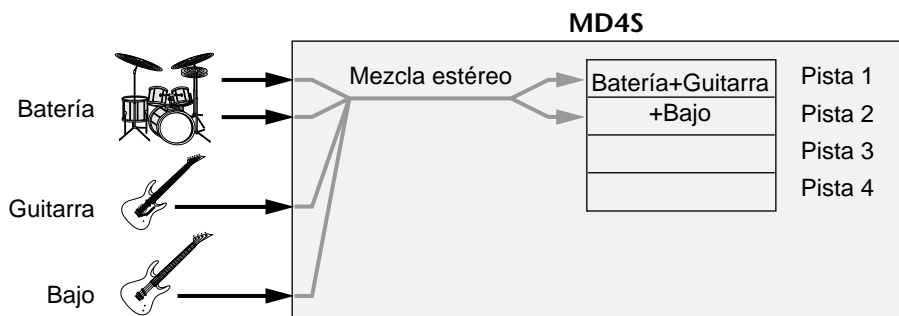 MD4S
Mezcla estéreo
Batería+Guitarra
Pista 1
Batería
+Bajo
Pista 2
Pista 3
Guitarra
Pista 4
Bajo